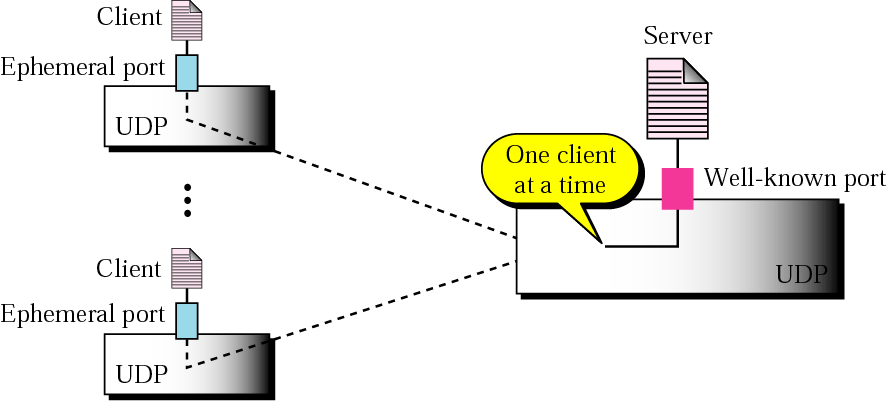 Client
Ephemeral port
UDP
Client
Ephemeral port
UDP
Server
One client
at a time
Well-known port
UDP